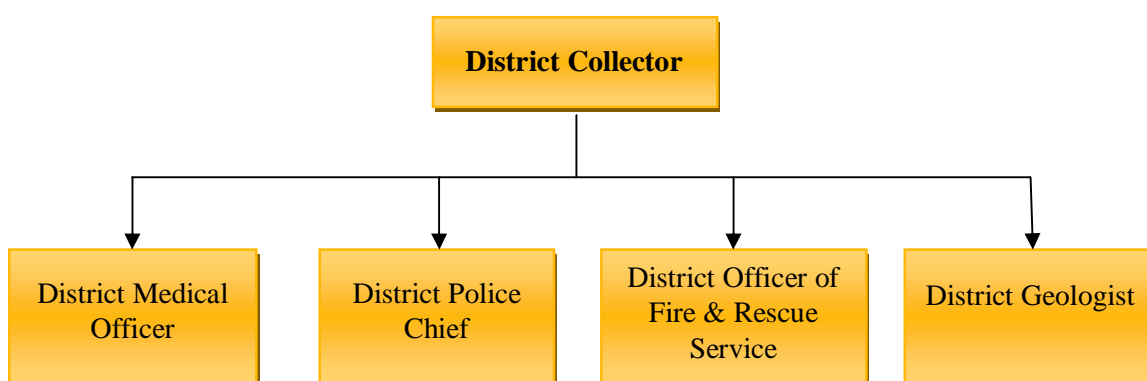 District Collector
District Medical
Officer
District Police
Chief
District Officer of
Fire & Rescue
Service
District Geologist